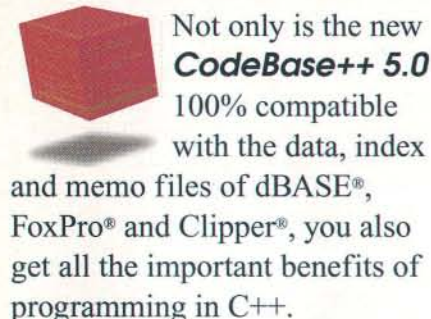 Not only is the new
CodeBase++ 5.0
100% compatible
with the data, index
and memo files of dBASE®,
FoxPro® and Clipper®, you also
get all the important benefits of
programming in C++.